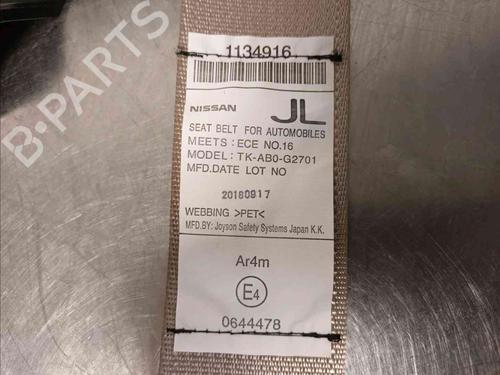 1134916
NISSAN JL
SEAT BELT FOR AUTOMOBILES
MEETS : ECE NO.16
MODEL : TK-AB0-G2701
MFD.DATE LOT NO
20180917
WEBBING >PET<
MFD.BY: Joyson Safety Systems Japan K.K.
Ar4m
E4
0644478
B-PARTS